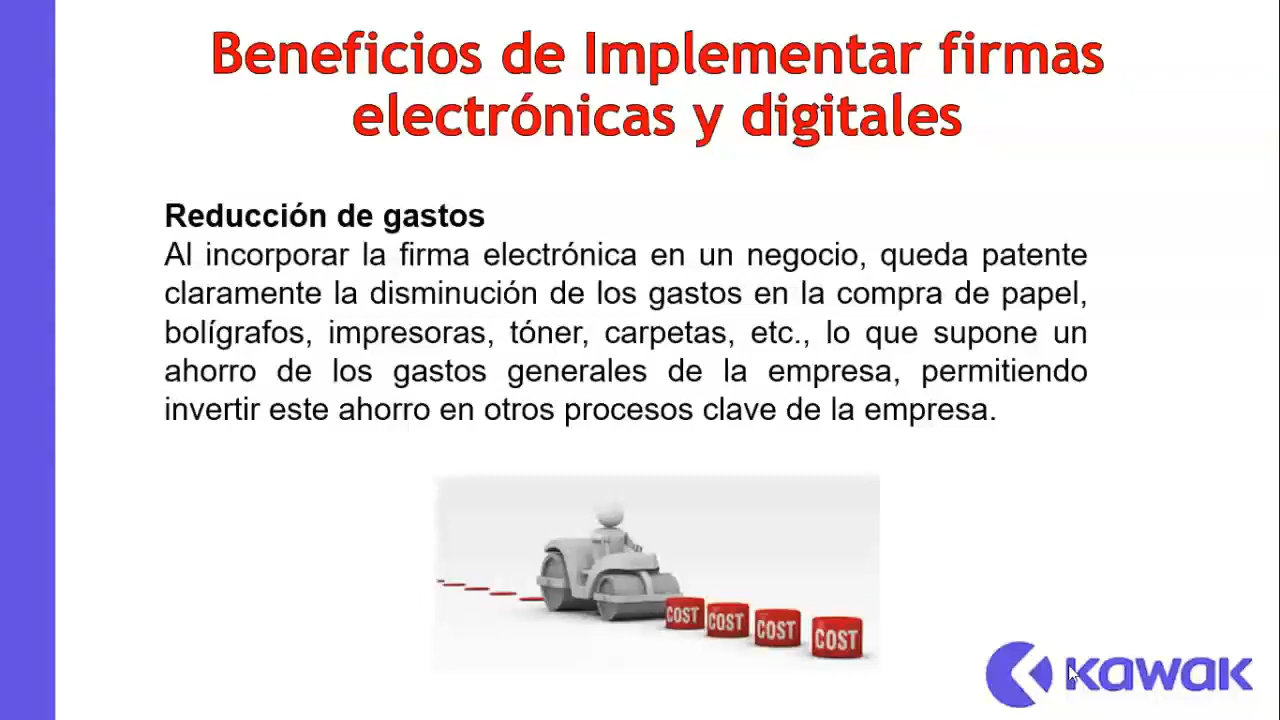 Beneficios de Implementar firmas
electrónicas y digitales
Reducción de gastos
Al incorporar la firma electrónica en un negocio, queda patente
claramente la disminución de los gastos en la compra de papel,
bolígrafos, impresoras, tóner, carpetas, etc., lo que supone un
ahorro de los gastos generales de la empresa, permitiendo
invertir este ahorro en otros procesos clave de la empresa.
COST COST COST COST
KAWAK